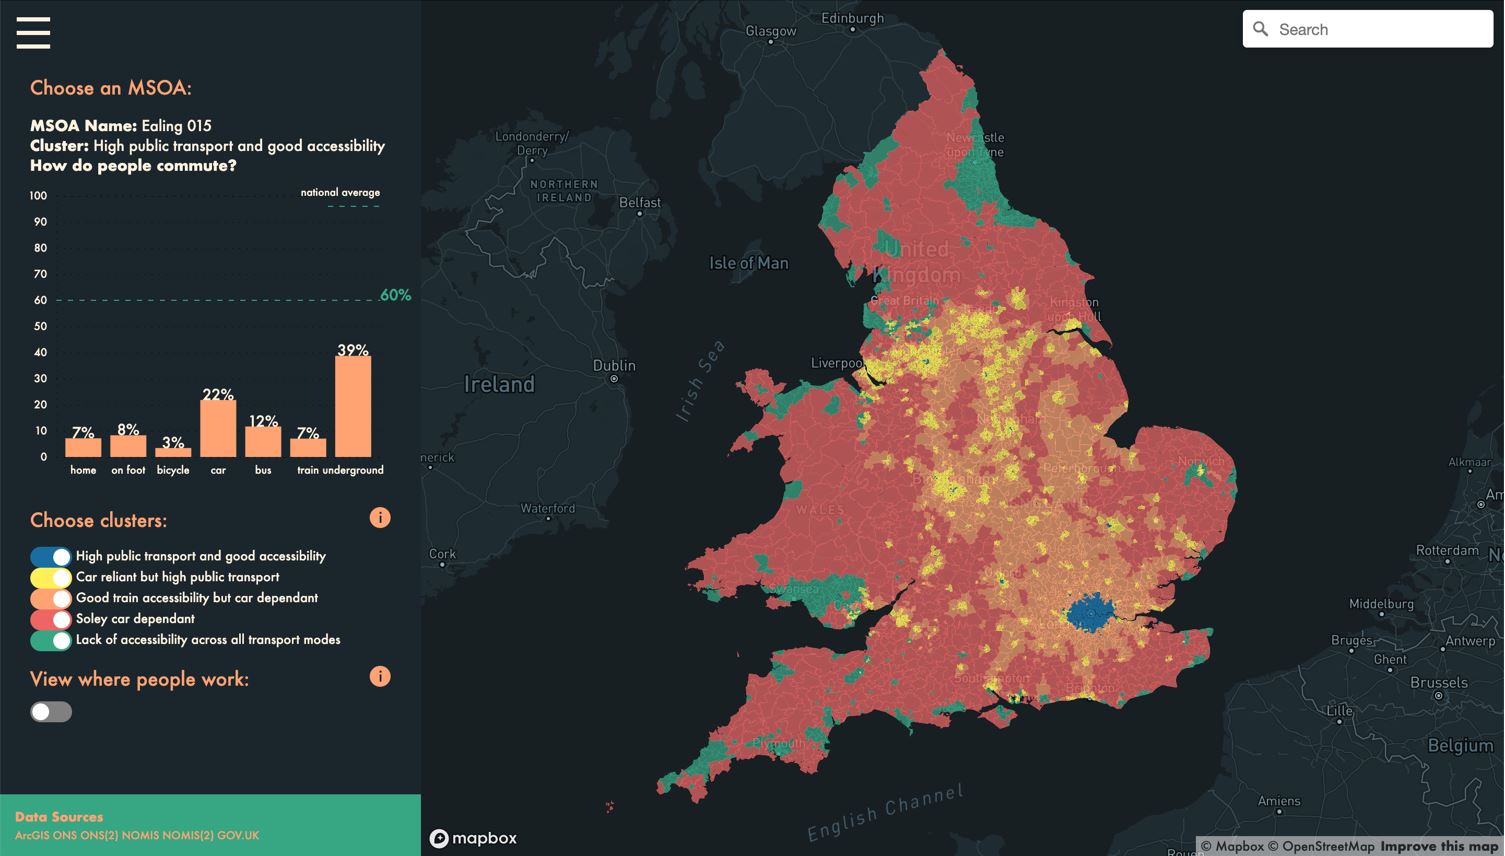 Choose an MSOA:
MSOA Name: Ealing 015
Cluster: High public transport and good accessibility
How do people commute?
national average
100
90
80
70
60
50
40
30
20
10
0
60%
7%
8%
3%
22%
12%
7%
39%
home
on foot
bicycle
car
bus
train
underground
Choose clusters:
i
High public transport and good accessibility
Car reliant but high public transport
Good train accessibility but car dependant
Soley car dependant
Lack of accessibility across all transport modes
View where people work:
i
Data Sources
ArcGIS ONS ONS(2) NOMIS NOMIS(2) GOV.UK
Search
Edinburgh
Glasgow
Londonderry/
Derry
NORTHERN
IRELAND
Belfast
Newcastle
upon Tyne
Isle of Man
United
Kingdom
Great Britain
Kingston
upon Hull
Irish Sea
Dublin
Liverpoo
Ireland
nerick
Waterford
Cork
Peterborough
Norwich
WALES
Swansea
Southampton
Brighton
Plymouth
English Channel
Alkmaar
Am
Rotterdam
Middelburg
Bruges
Antwerp
Ghent
Brussels
Lille
Belgium
Amiens
Rouen
mapbox
© Mapbox © OpenStreetMap Improve this map